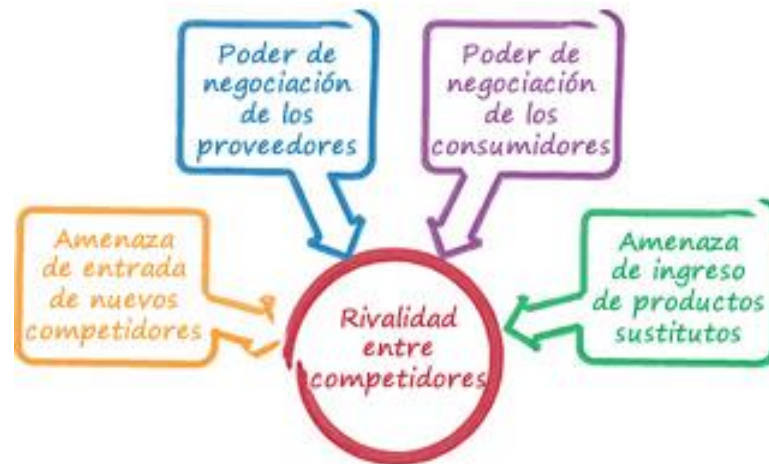 Poder de
negociación
de los
proveedores
Poder de
negociación
de los
consumidores
Amenaza
de entrada
de nuevos
competidores
Rivalidad
entre
competidores
Amenaza
de ingreso
de productos
sustitutos